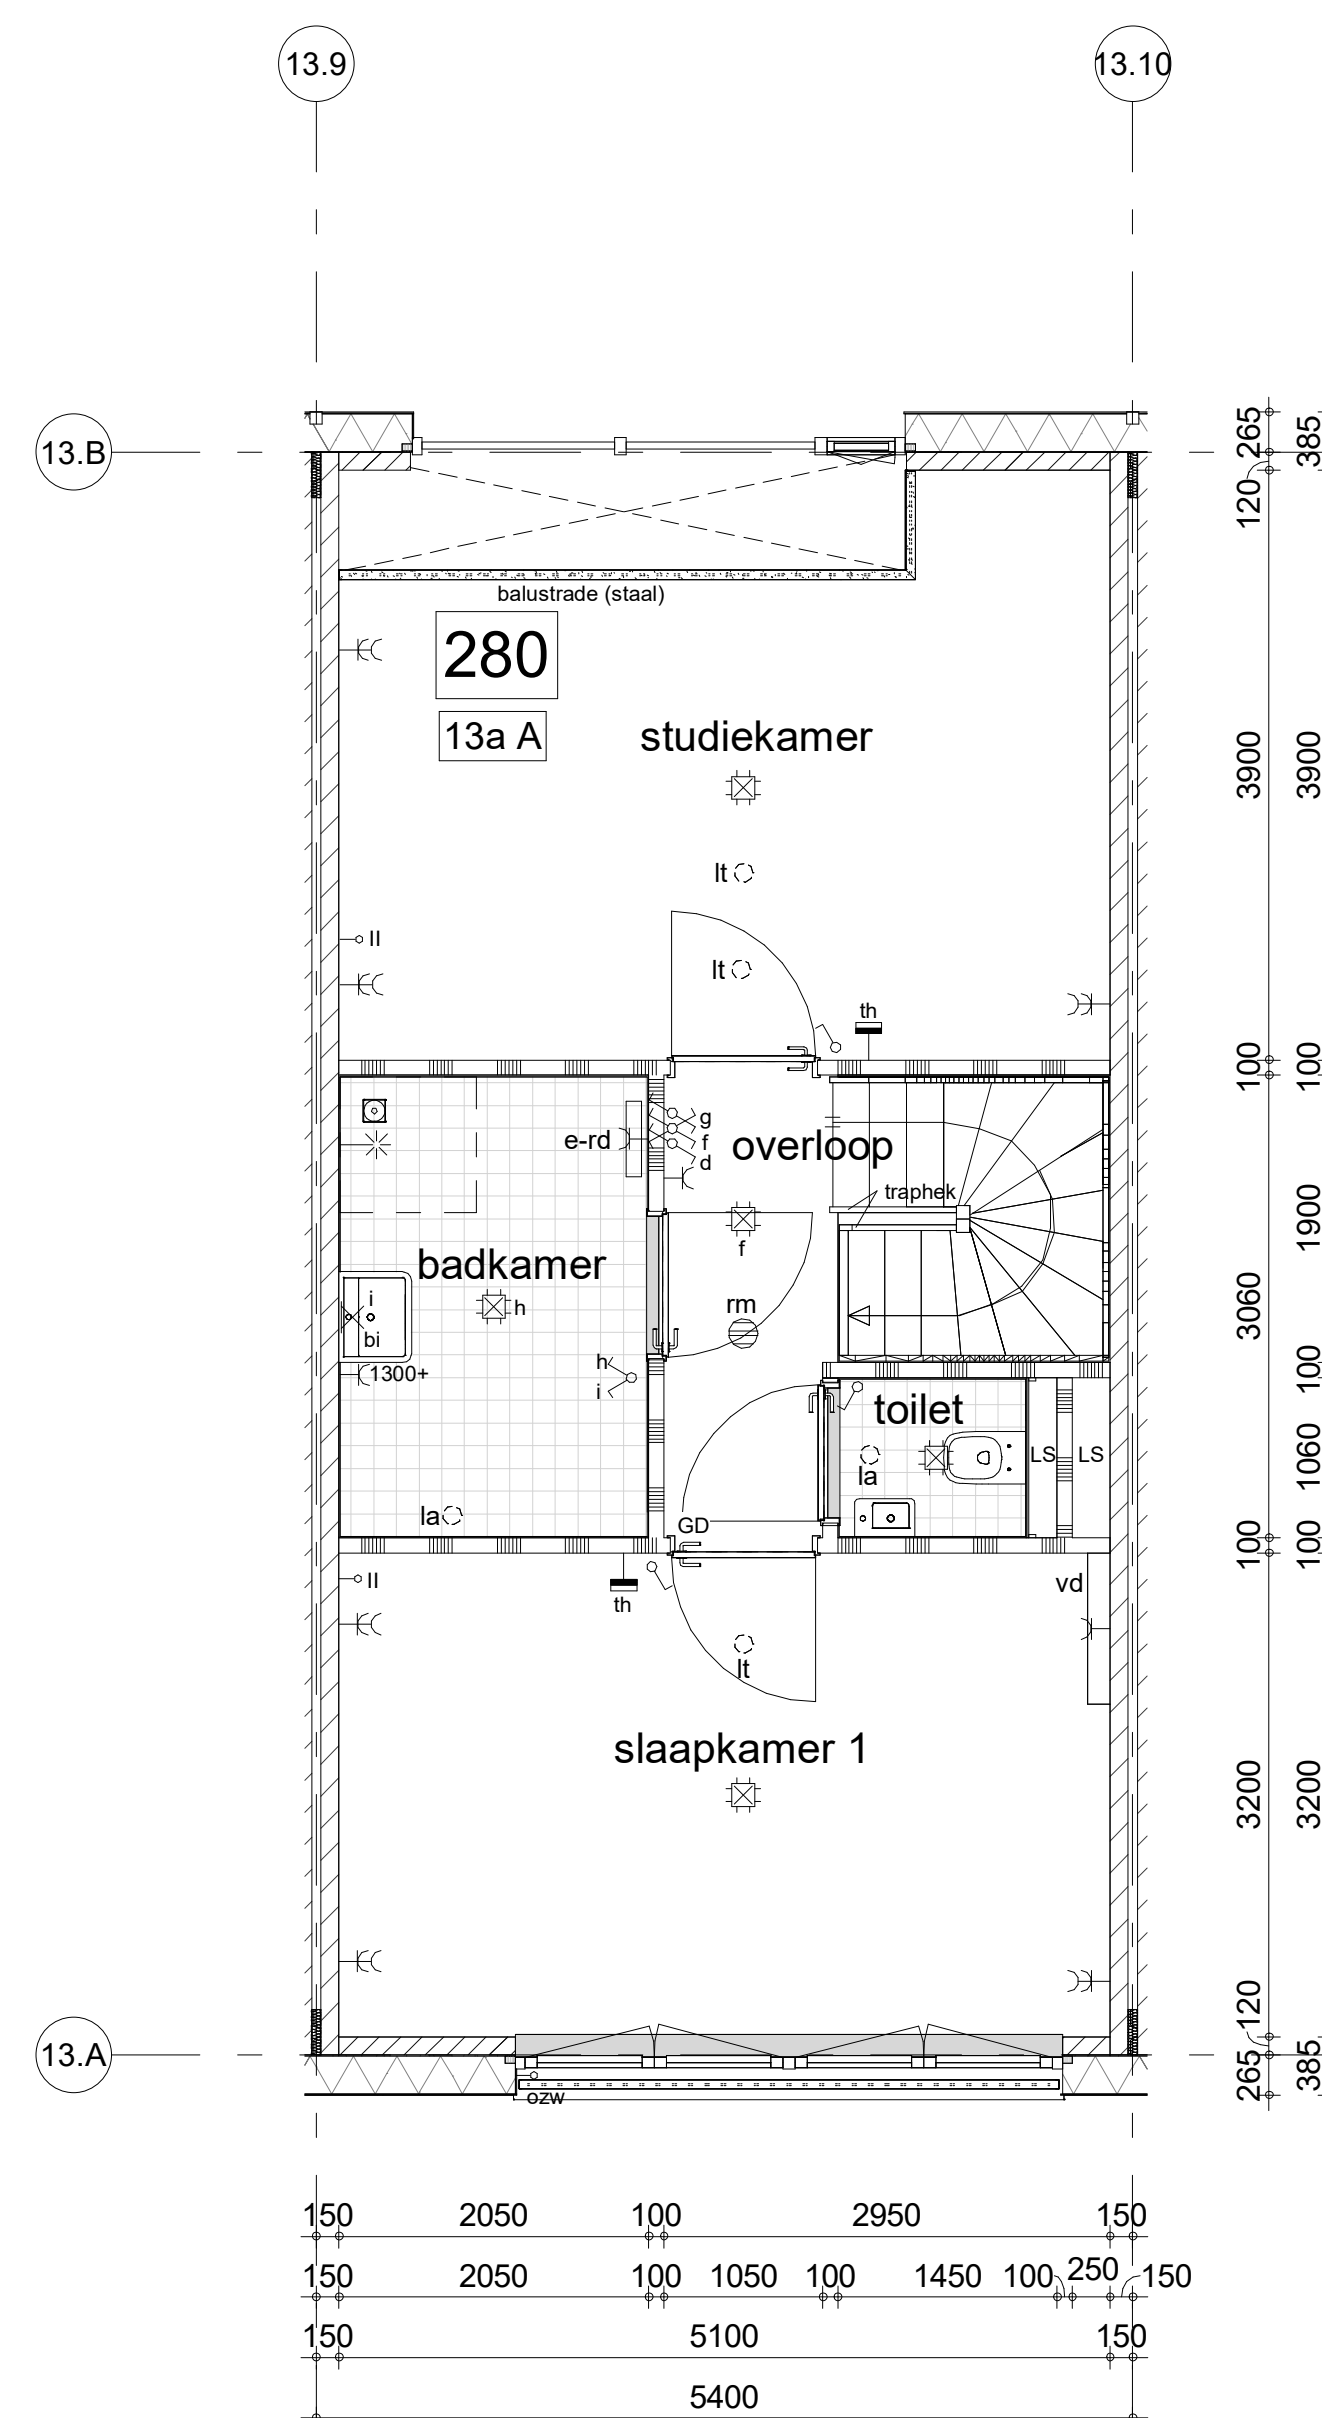 13.9
13.10
13.B
265
385
120
balustrade (staal)
280
13a A
studiekamer
3900
3900
lt
ll
lt
th
100
100
g
e-rd
f
overloop
d
traphek
1900
f
badkamer
i
h
rm
bi
3060
1300+
h
i
100
toilet
LS
LS
la
1060
la
GD
100
100
ll
th
vd
lt
slaapkamer 1
3200
3200
120
13.A
265
385
ozw
150 2050 100 2950 150
150 2050 100 1050 100 1450 100 250 150
150 5100 150
5400